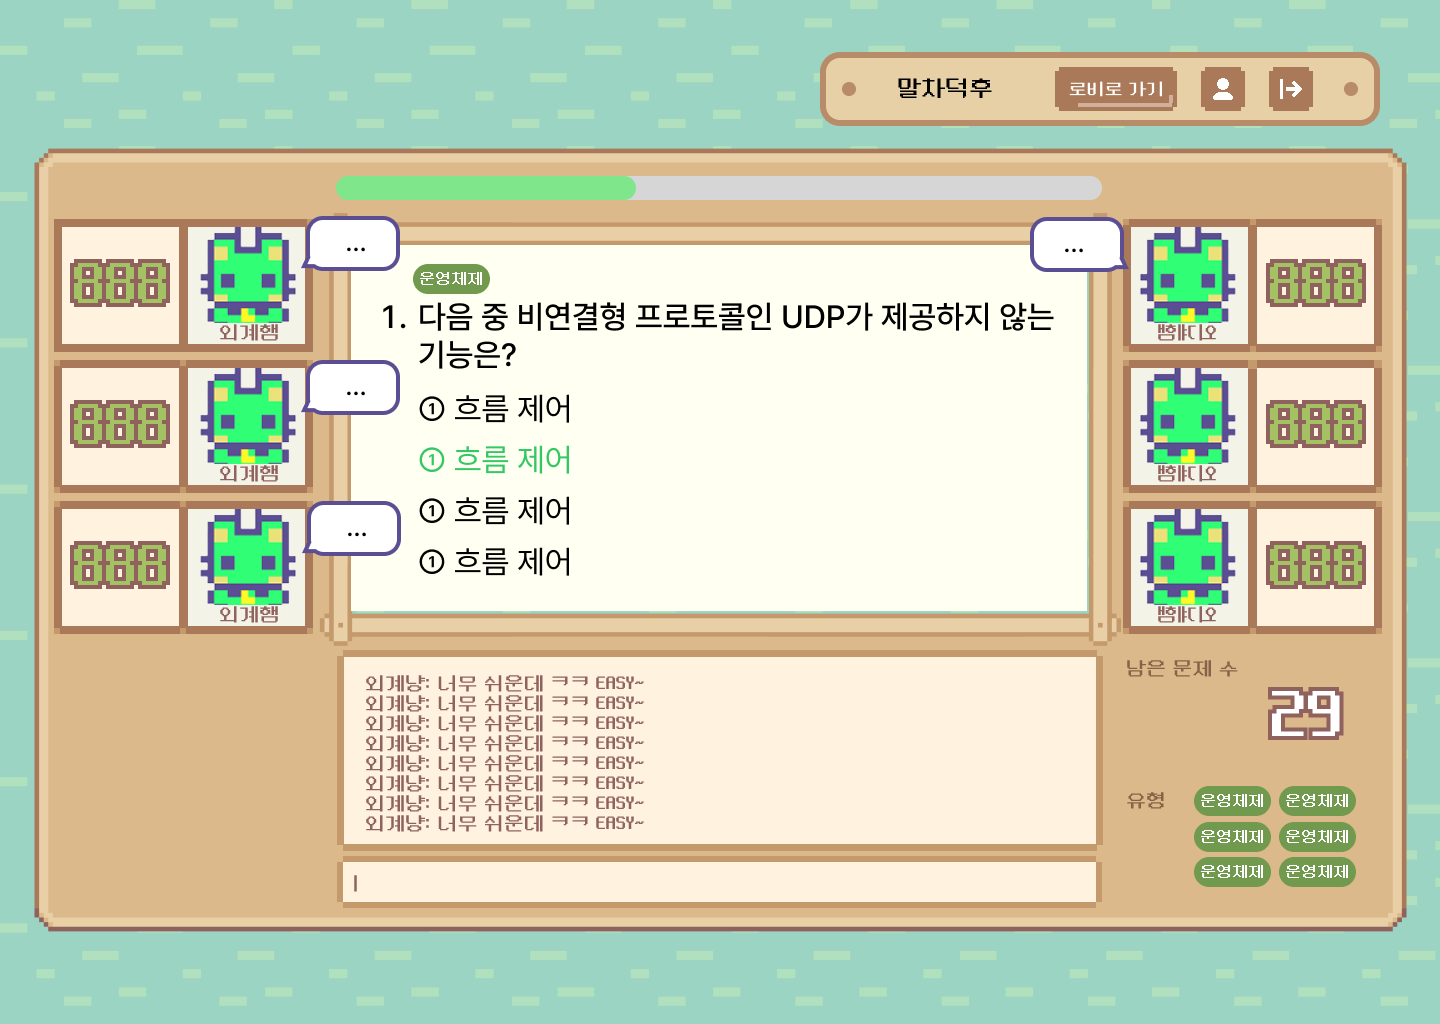 말차덕후
로비로 가기
888
외계햄
...
888
외계햄
...
888
외계햄
...
운영체제
1. 다음 중 비연결형 프로토콜인 UDP가 제공하지 않는
기능은?
① 흐름 제어
① 흐름 제어
① 흐름 제어
① 흐름 제어
...
외계햄
888
외계햄
888
외계햄
888
외계냥: 너무 쉬운데 ㅋㅋ EASY~
외계냥: 너무 쉬운데 ㅋㅋ EASY~
외계냥: 너무 쉬운데 ㅋㅋ EASY~
외계냥: 너무 쉬운데 ㅋㅋ EASY~
외계냥: 너무 쉬운데 ㅋㅋ EASY~
외계냥: 너무 쉬운데 ㅋㅋ EASY~
외계냥: 너무 쉬운데 ㅋㅋ EASY~
외계냥: 너무 쉬운데 ㅋㅋ EASY~
남은 문제 수
29
유형
운영체제 운영체제
운영체제 운영체제
운영체제 운영체제